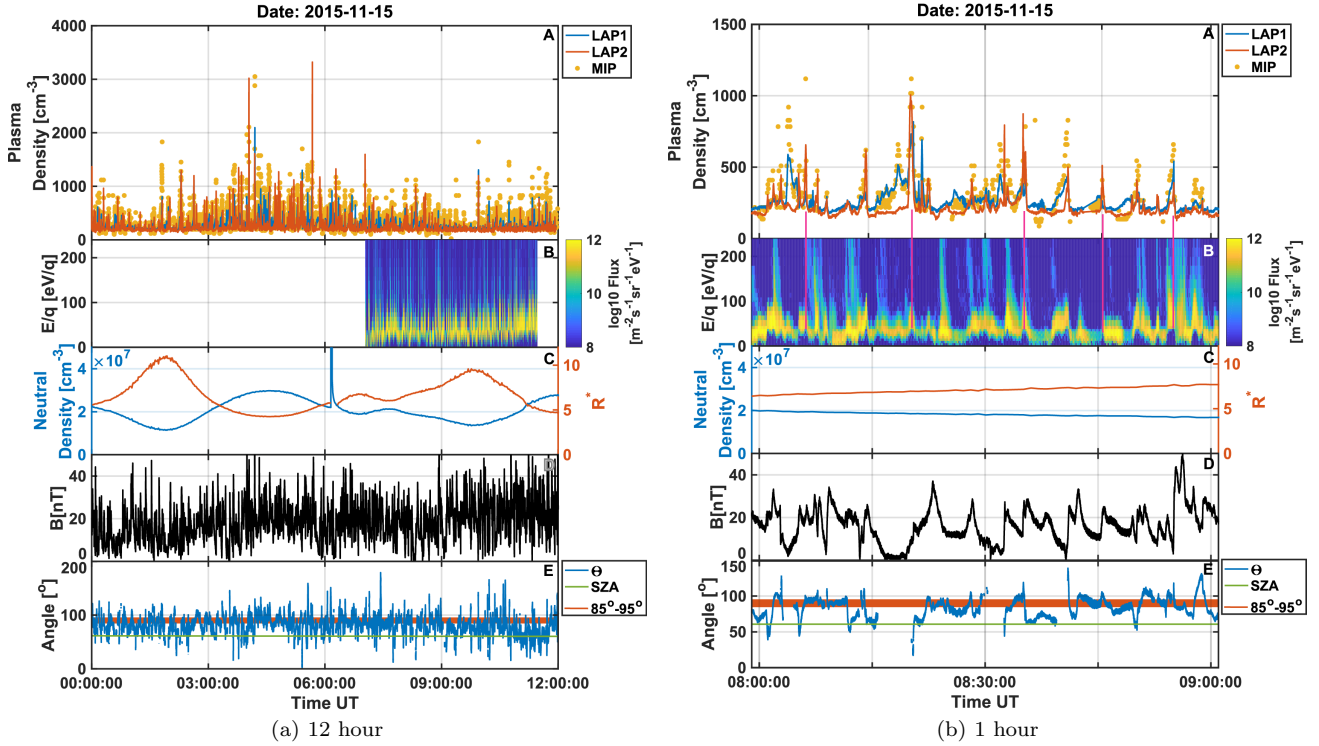 Date: 2015-11-15
4000
3000
2000
1000
0
Plasma
Density [cm⁻³]
A
LAP1
LAP2
MIP
200
100
0
E/q [eV/q]
B
12
10
8
log10 Flux
[m⁻²s⁻¹sr⁻¹eV⁻¹]
×10⁷
4
2
0
Neutral
Density [cm⁻³]
C
10
5
0
R*
40
20
0
B[nT]
D
200
100
0
Angle [°]
E
Θ
SZA
85°-95°
00:00:00 03:00:00 06:00:00 09:00:00 12:00:00
Time UT
(a) 12 hour
Date: 2015-11-15
1500
1000
500
0
Plasma
Density [cm⁻³]
A
LAP1
LAP2
MIP
200
100
0
E/q [eV/q]
B
12
10
8
log10 Flux
[m⁻²s⁻¹sr⁻¹eV⁻¹]
×10⁷
4
2
0
Neutral
Density [cm⁻³]
C
10
5
0
R*
40
20
0
B[nT]
D
150
100
50
0
Angle [°]
E
Θ
SZA
85°-95°
08:00:00 08:30:00 09:00:00
Time UT
(b) 1 hour